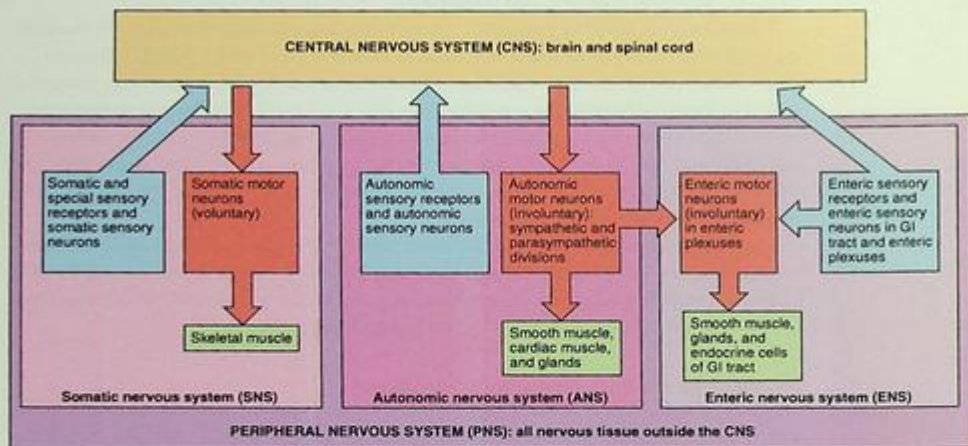 CENTRAL NERVOUS SYSTEM (CNS): brain and spinal cord
Somatic and
special sensory
receptors and
somatic sensory
neurons
Somatic motor
neurons
(voluntary)
Autonomic
sensory receptors
and autonomic
sensory neurons
Autonomic
motor neurons
(involuntary):
sympathetic and
parasympathetic
divisions
Enteric motor
neurons
(involuntary)
in enteric
plexuses
Enteric sensory
receptors and
enteric sensory
neurons in GI
tract and enteric
plexuses
Skeletal muscle
Smooth muscle,
cardiac muscle,
and glands
Smooth muscle,
glands, and
endocrine cells
of GI tract
Somatic nervous system (SNS)
Autonomic nervous system (ANS)
Enteric nervous system (ENS)
PERIPHERAL NERVOUS SYSTEM (PNS): all nervous tissue outside the CNS